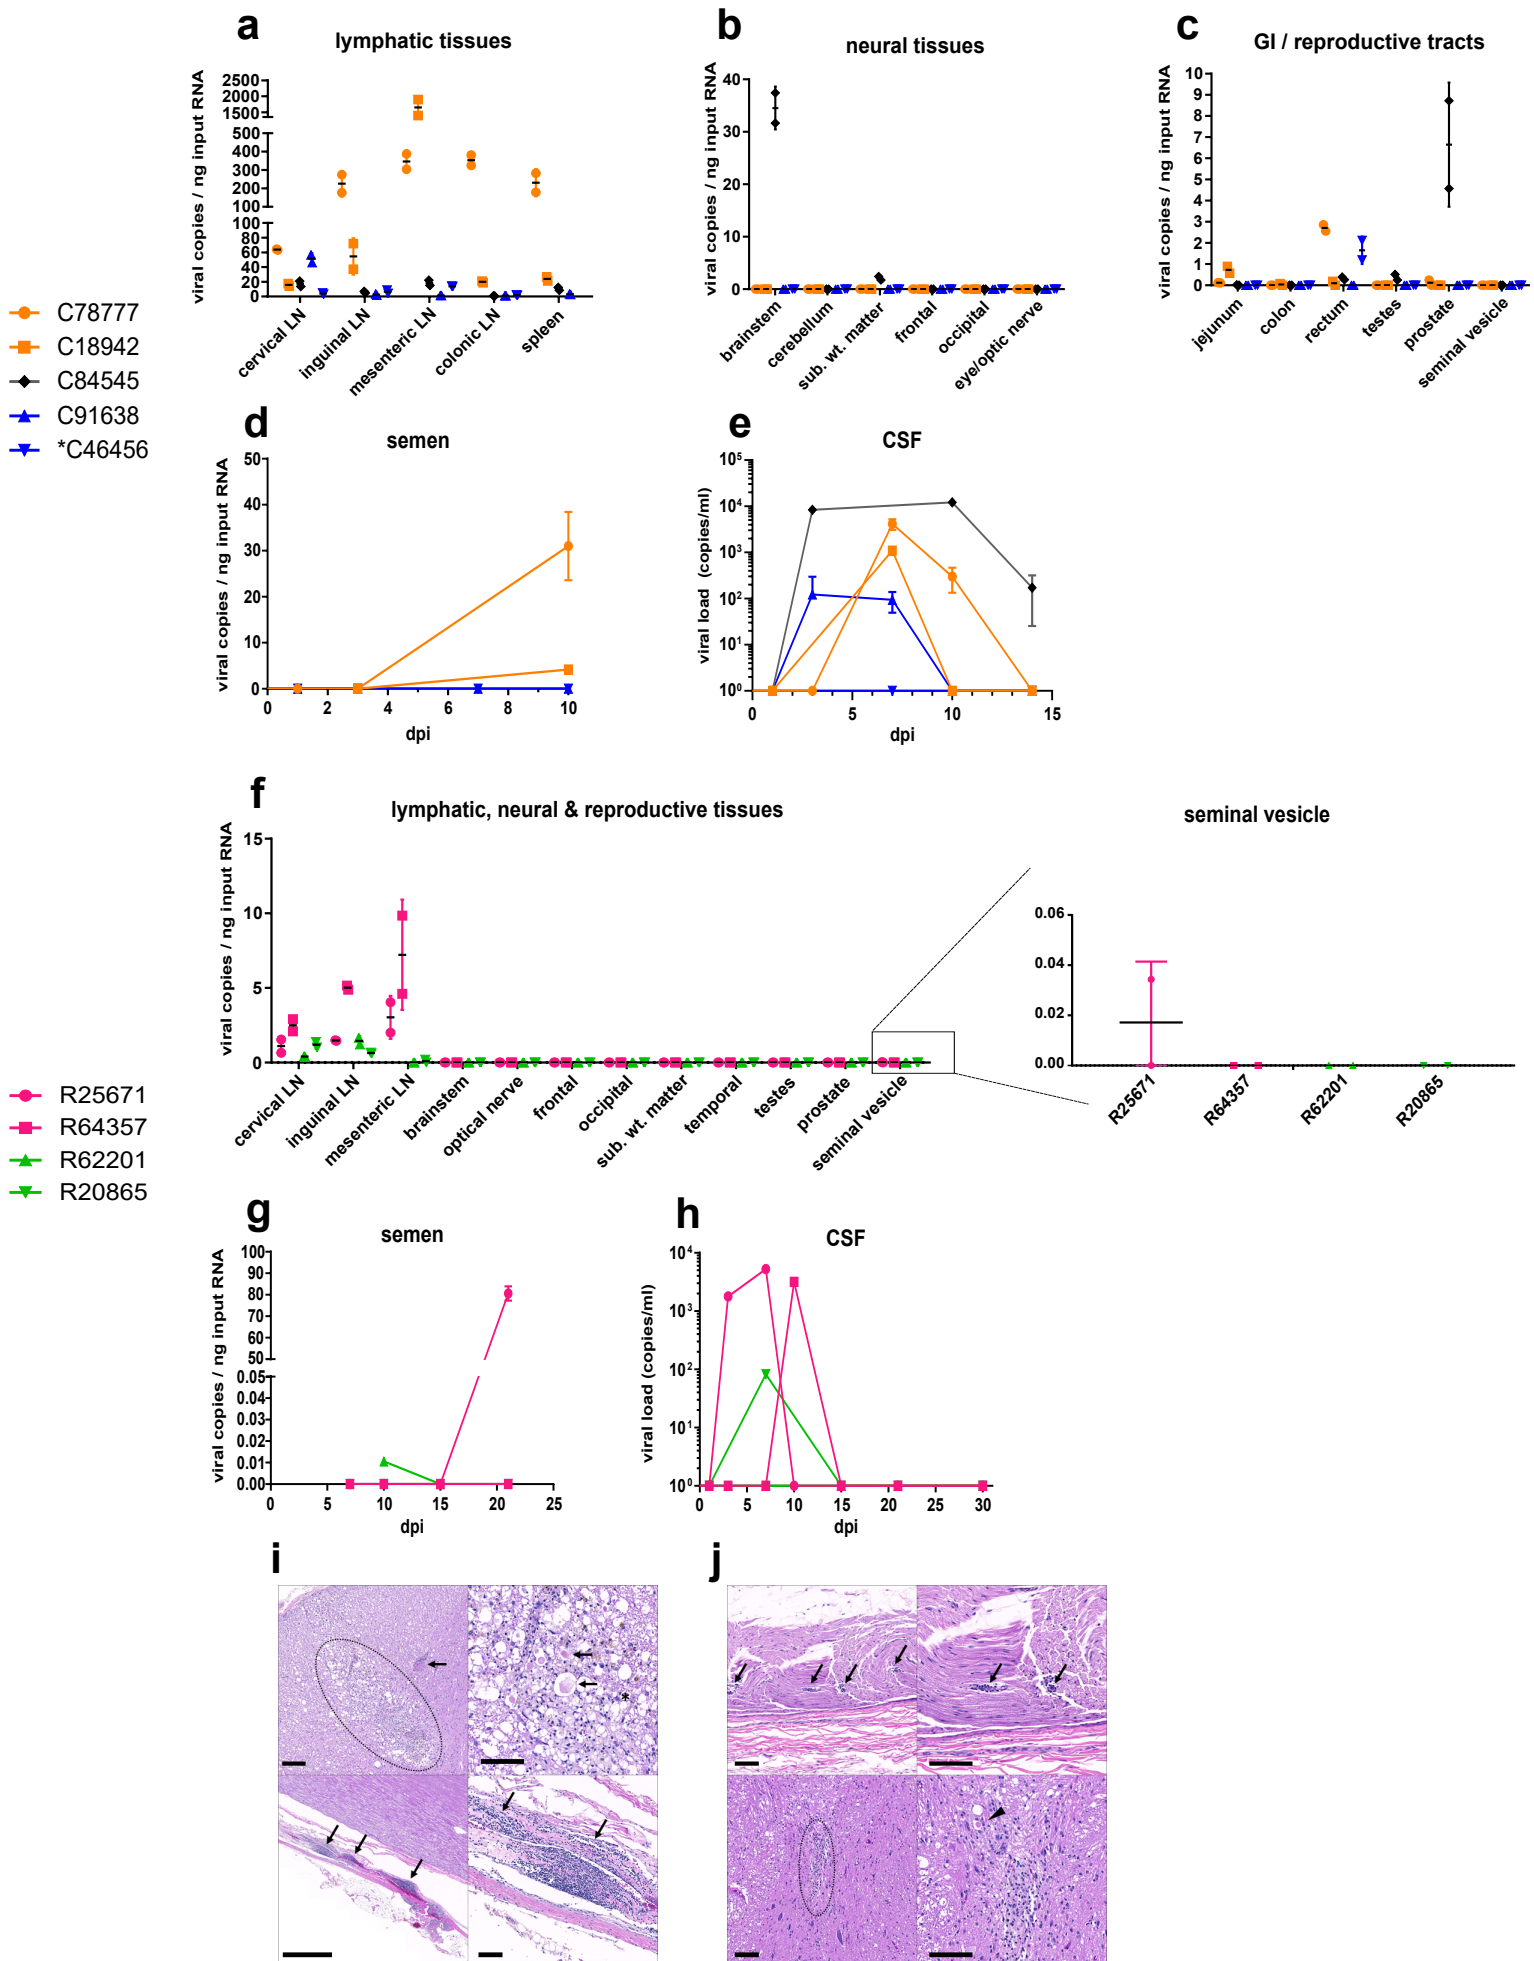 a
lymphatic tissues
viral copies / ng input RNA
2500
2000
1500
500
400
300
200
100
100
80
60
40
20
0
cervical LN
inguinal LN
mesenteric LN
colonic LN
spleen
b
neural tissues
viral copies / ng input RNA
40
30
20
10
0
brainstem
cerebellum
sub. wt. matter
frontal
occipital
eye/optic nerve
c
GI / reproductive tracts
viral copies / ng input RNA
10
9
8
7
6
5
4
3
2
1
0
jejunum
colon
rectum
testes
prostate
seminal vesicle
C78777
C18942
C84545
C91638
*C46456
d
semen
viral copies / ng input RNA
50
40
30
20
10
0
0 2 4 6 8 10
dpi
e
CSF
viral load (copies/ml)
10⁵
10⁴
10³
10²
10¹
10⁰
5 10 15
dpi
f
lymphatic, neural & reproductive tissues
viral copies / ng input RNA
15
10
5
0
cervical LN
inguinal LN
mesenteric LN
brainstem
optical nerve
frontal
occipital
sub. wt. matter
temporal
testes
prostate
seminal vesicle
seminal vesicle
0.06
0.04
0.02
0.00
R25671
R64357
R62201
R20865
R25671
R64357
R62201
R20865
g
semen
viral copies / ng input RNA
100
90
80
70
60
50
0.05
0.04
0.03
0.02
0.01
0.00
0 5 10 15 20 25
dpi
h
CSF
viral load (copies/ml)
10⁴
10³
10²
10¹
10⁰
0 5 10 15 20 25 30
dpi
i
*
j